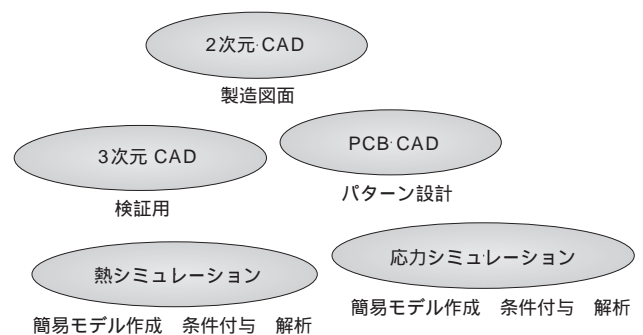 2次元 CAD
製造図面
3次元 CAD
検証用
PCB CAD
パターン設計
熱シミュレーション
簡易モデル作成　条件付与　解析
応力シミュレーション
簡易モデル作成　条件付与　解析